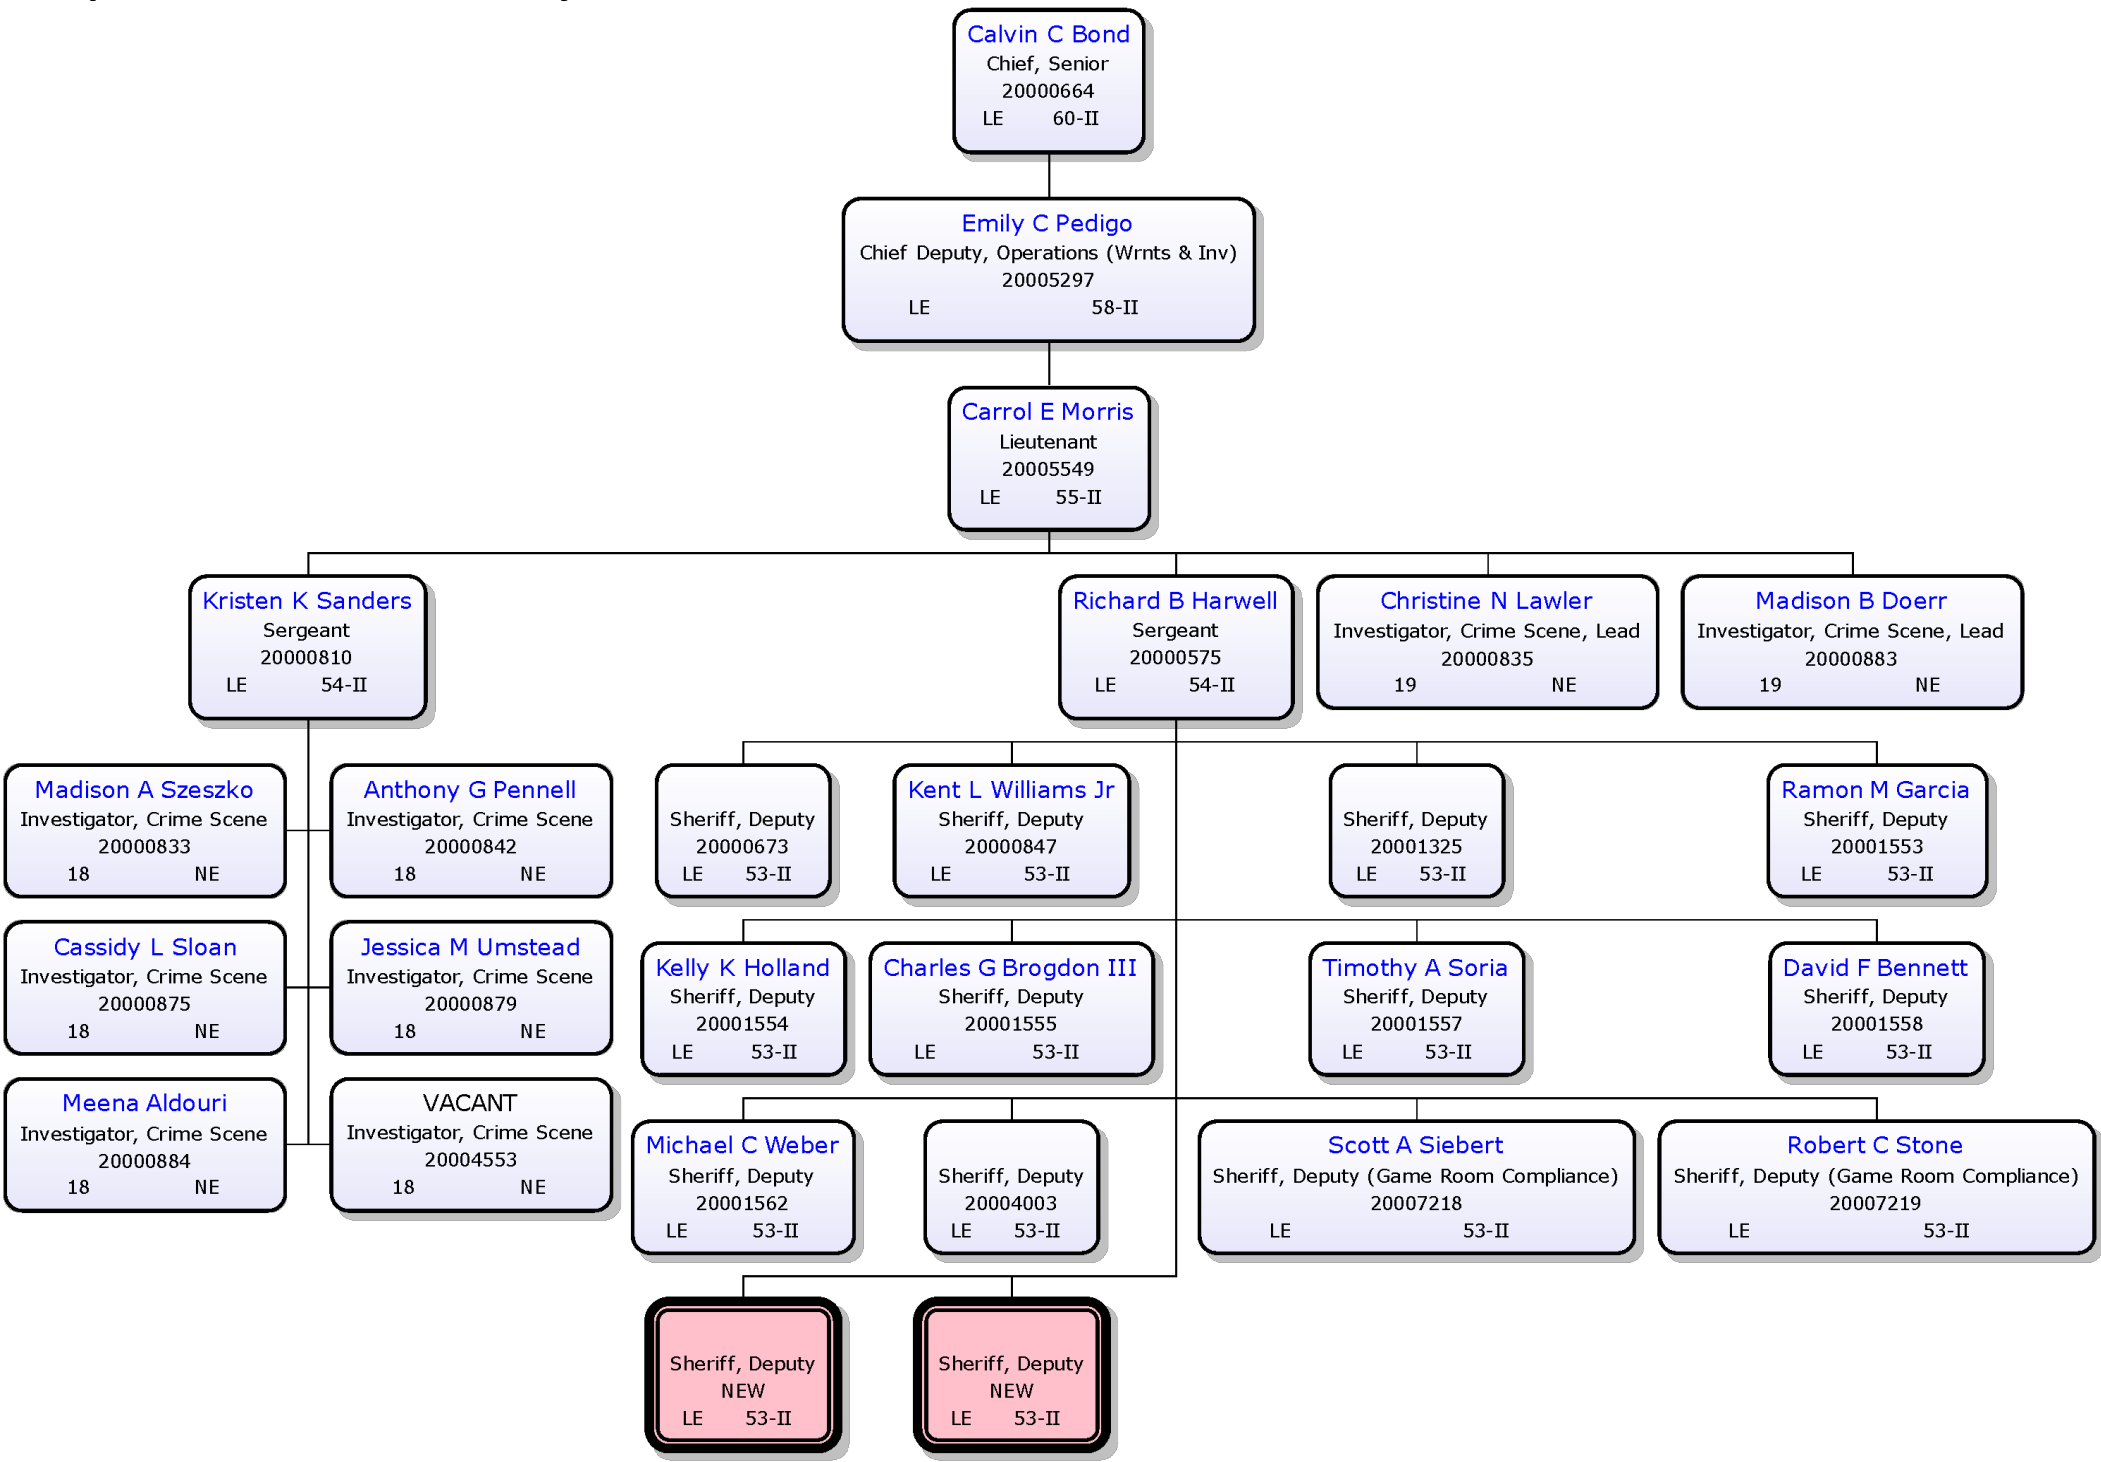 Calvin C Bond
Chief, Senior
20000664
LE 60-II
Emily C Pedigo
Chief Deputy, Operations (Wrnts & Inv)
20005297
LE 58-II
Carrol E Morris
Lieutenant
20005549
LE 55-II
Kristen K Sanders
Sergeant
20000810
LE 54-II
Richard B Harwell
Sergeant
20000575
LE 54-II
Christine N Lawler
Investigator, Crime Scene, Lead
20000835
19 NE
Madison B Doerr
Investigator, Crime Scene, Lead
20000883
19 NE
Madison A Szeszko
Investigator, Crime Scene
20000833
18 NE
Anthony G Pennell
Investigator, Crime Scene
20000842
18 NE
Cassidy L Sloan
Investigator, Crime Scene
20000875
18 NE
Jessica M Umstead
Investigator, Crime Scene
20000879
18 NE
Meena Aldouri
Investigator, Crime Scene
20000884
18 NE
VACANT
Investigator, Crime Scene
20004553
18 NE
Sheriff, Deputy
20000673
LE 53-II
Kent L Williams Jr
Sheriff, Deputy
20000847
LE 53-II
Sheriff, Deputy
20001325
LE 53-II
Ramon M Garcia
Sheriff, Deputy
20001553
LE 53-II
Kelly K Holland
Sheriff, Deputy
20001554
LE 53-II
Charles G Brogdon III
Sheriff, Deputy
20001555
LE 53-II
Timothy A Soria
Sheriff, Deputy
20001557
LE 53-II
David F Bennett
Sheriff, Deputy
20001558
LE 53-II
Michael C Weber
Sheriff, Deputy
20001562
LE 53-II
Sheriff, Deputy
20004003
LE 53-II
Scott A Siebert
Sheriff, Deputy (Game Room Compliance)
20007218
LE 53-II
Robert C Stone
Sheriff, Deputy (Game Room Compliance)
20007219
LE 53-II
Sheriff, Deputy
NEW
LE 53-II
Sheriff, Deputy
NEW
LE 53-II